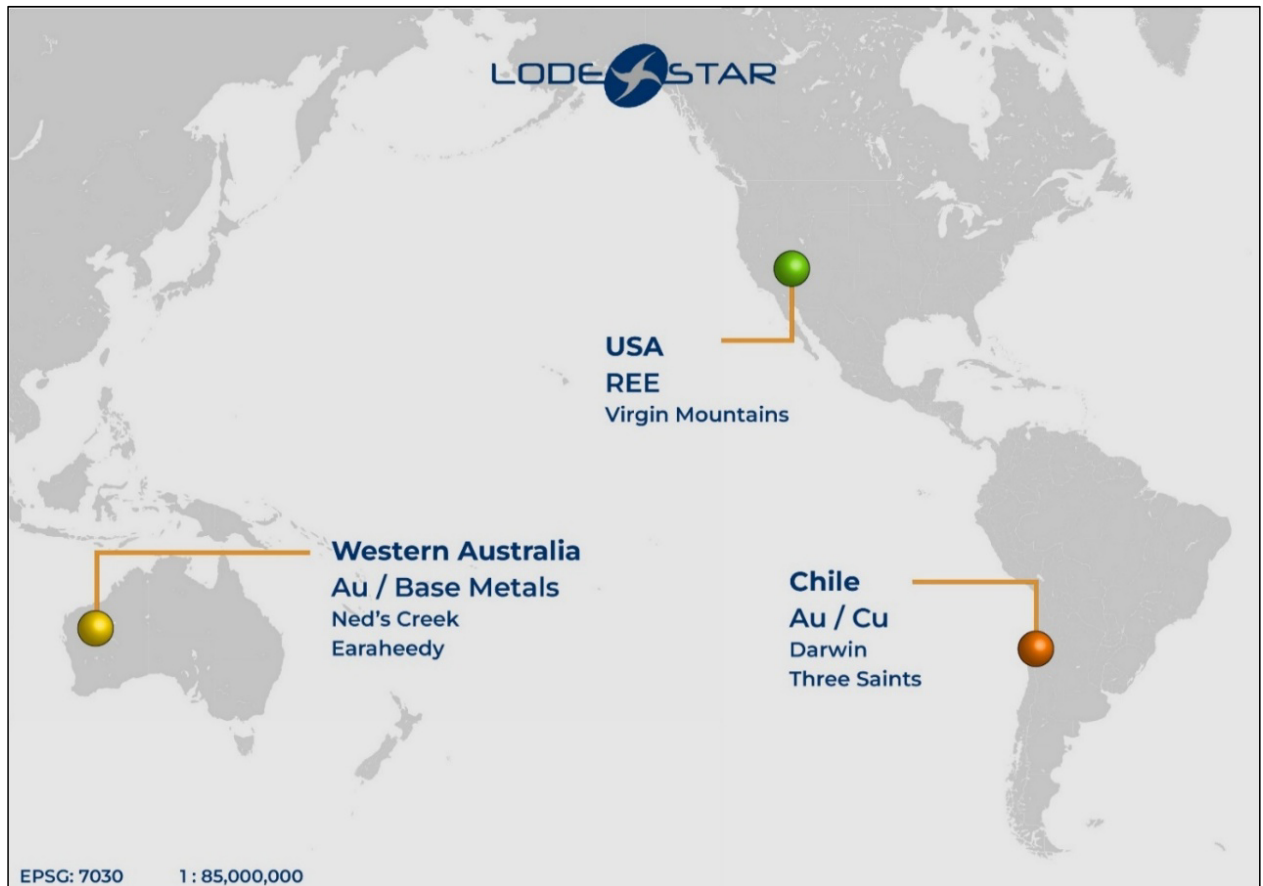 LODESTAR
USA
REE
Virgin Mountains
Western Australia
Au / Base Metals
Ned's Creek
Earaheedy
Chile
Au / Cu
Darwin
Three Saints
EPSG: 7030 1 : 85,000,000